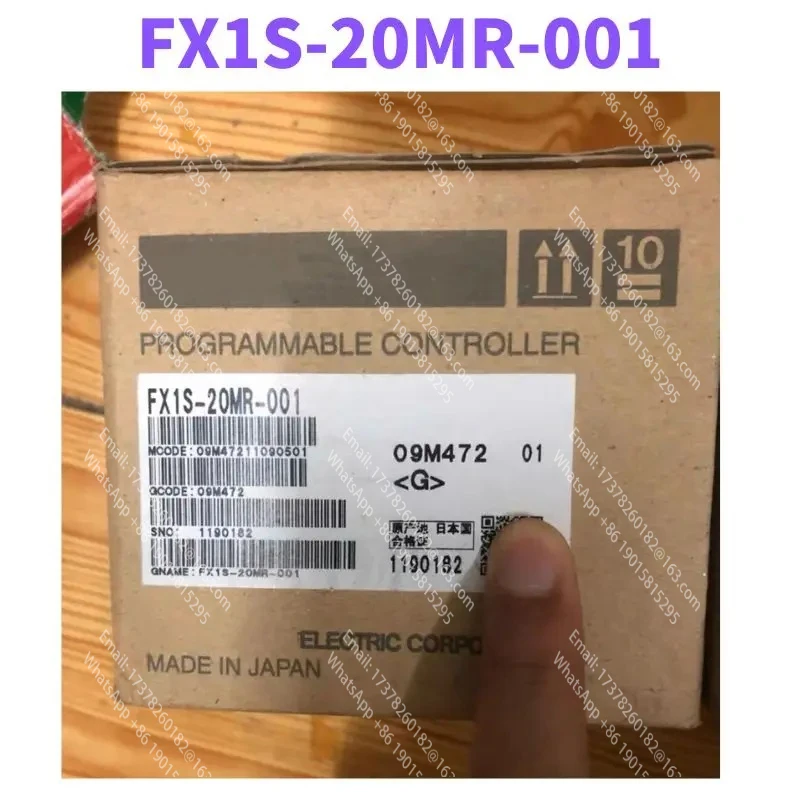 FX1S-20MR-001
10
PROGRAMMABLE CONTROLLER
FX1S-20MR-001
MCODE: 09M47211090501
09M472 01
<G>
GCODE: 09M472
SNO: 1190182
原产地 日本国
合格证
1190182
GNAME: FX1S-20MR-001
ELECTRIC CORPO
MADE IN JAPAN
Email: 17378260182@163.com
WhatsApp +86 19015815295